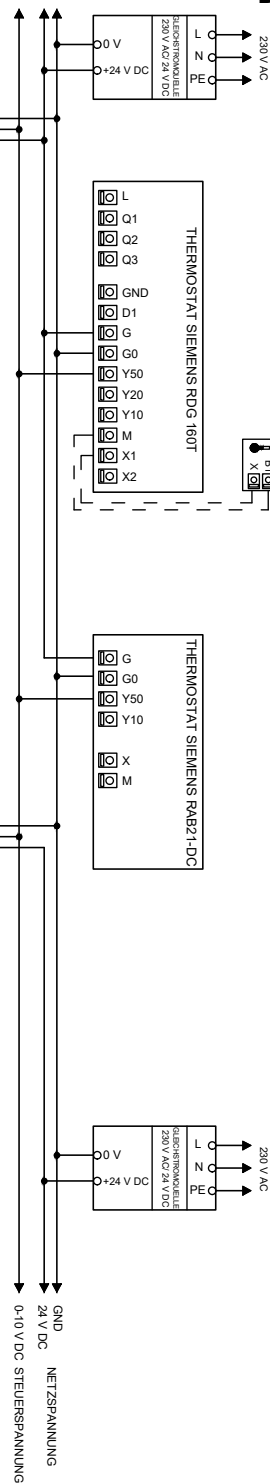 230 V AC
L
N
PE
GLEICHSTROMQUELLE
230 V AC/ 24 V DC
0 V
+24 V DC
THERMOSTAT SIEMENS RDG 160T
L
Q1
Q2
Q3
GND
D1
G
G0
Y50
Y20
Y10
M
X1
X2
X
THERMOSTAT SIEMENS RAB21-DC
G
G0
Y50
Y10
X
M
230 V AC
L
N
PE
GLEICHSTROMQUELLE
230 V AC/ 24 V DC
0 V
+24 V DC
GND
24 V DC
NETZSPANNUNG
0-10 V DC STEUERSPANNUNG